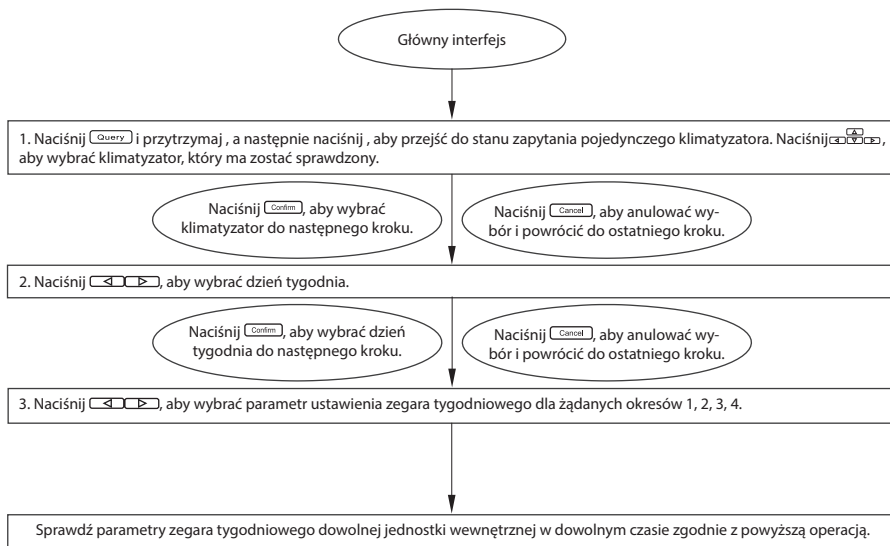 Główny interfejs
1. Naciśnij Query i przytrzymaj , a następnie naciśnij , aby przejść do stanu zapytania pojedynczego klimatyzatora. Naciśnij ,
aby wybrać klimatyzator, który ma zostać sprawdzony.
Naciśnij Confirm, aby wybrać
klimatyzator do następnego kroku.
Naciśnij Cancel, aby anulować wy-
bór i powrócić do ostatniego kroku.
2. Naciśnij , aby wybrać dzień tygodnia.
Naciśnij Confirm, aby wybrać dzień
tygodnia do następnego kroku.
Naciśnij Cancel, aby anulować wy-
bór i powrócić do ostatniego kroku.
3. Naciśnij , aby wybrać parametr ustawienia zegara tygodniowego dla żądanych okresów 1, 2, 3, 4.
Sprawdź parametry zegara tygodniowego dowolnej jednostki wewnętrznej w dowolnym czasie zgodnie z powyższą operacją.